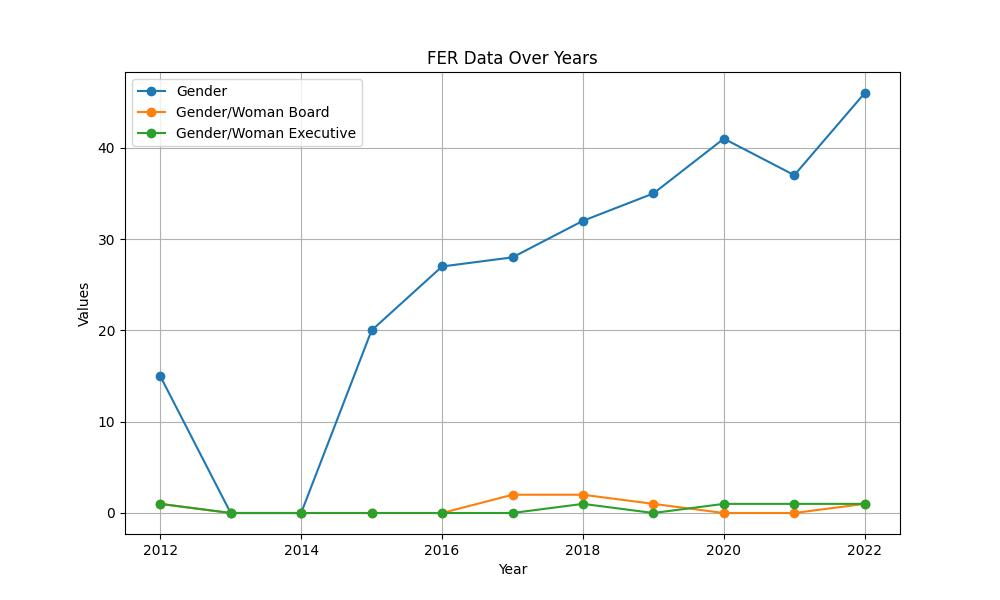 FER Data Over Years
Gender
Gender/Woman Board
Gender/Woman Executive
Values
40
30
20
10
0
2012
2014
2016
2018
2020
2022
Year